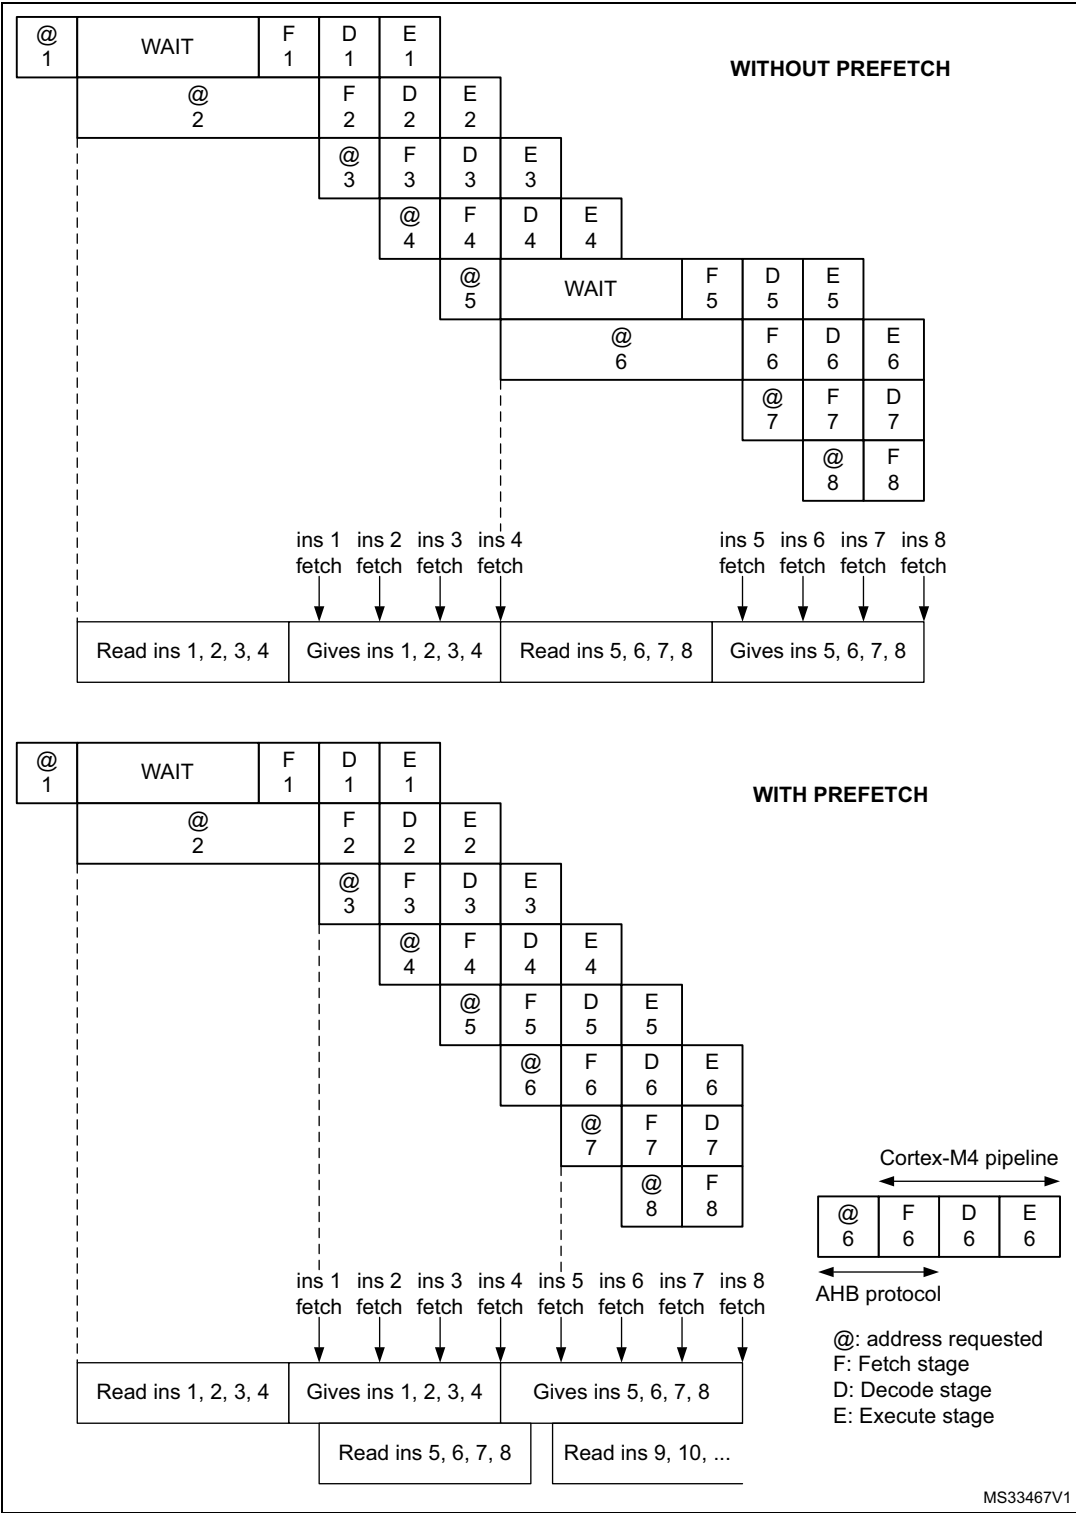 @ WAIT F D E
1 1 1 1
WITHOUT PREFETCH
@ F D E
2 2 2 2
@ F D E
3 3 3 3
@ F D E
4 4 4 4
@ WAIT F D E
5 5 5 5
@ F D E
6 6 6 6
@ F D
7 7 7
@ F
8 8
ins 1 ins 2 ins 3 ins 4 ins 5 ins 6 ins 7 ins 8
fetch fetch fetch fetch fetch fetch fetch fetch
Read ins 1, 2, 3, 4 Gives ins 1, 2, 3, 4 Read ins 5, 6, 7, 8 Gives ins 5, 6, 7, 8
@ WAIT F D E
1 1 1 1
WITH PREFETCH
@ F D E
2 2 2 2
@ F D E
3 3 3 3
@ F D E
4 4 4 4
@ F D E
5 5 5 5
@ F D E
6 6 6 6
@ F D
7 7 7
@ F
8 8
Cortex-M4 pipeline
@ F D E
6 6 6 6
AHB protocol
@: address requested
F: Fetch stage
D: Decode stage
E: Execute stage
ins 1 ins 2 ins 3 ins 4 ins 5 ins 6 ins 7 ins 8
fetch fetch fetch fetch fetch fetch fetch fetch
Read ins 1, 2, 3, 4 Gives ins 1, 2, 3, 4 Gives ins 5, 6, 7, 8
Read ins 5, 6, 7, 8 Read ins 9, 10, ...
MS33467V1